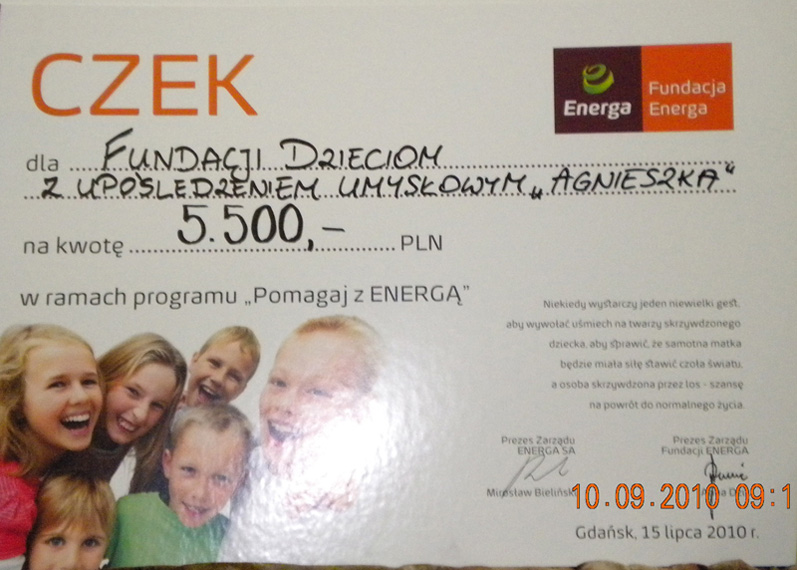 CZEK
Energa
Fundacja
Energa
dla FUNDACJI DZIECIOM
Z UPOŚLEDZENIEM UMYSŁOWYM „AGNIESZKA"
na kwotę 5.500,- PLN
w ramach programu „Pomagaj z ENERGĄ”
Niekiedy wystarczy jeden niewielki gest,
aby wywołać uśmiech na twarzy skrzywdzonego
dziecka, aby sprawić, że samotna matka
będzie miała siłę stawić czoła światu,
a osoba skrzywdzona przez los - szansę
na powrót do normalnego życia.
Prezes Zarządu
ENERGA SA
Mirosław
Prezes Zarządu
Fundacji ENERGA
10.09.2010 09:1
Gdańsk, 15 lipca 2010 r.